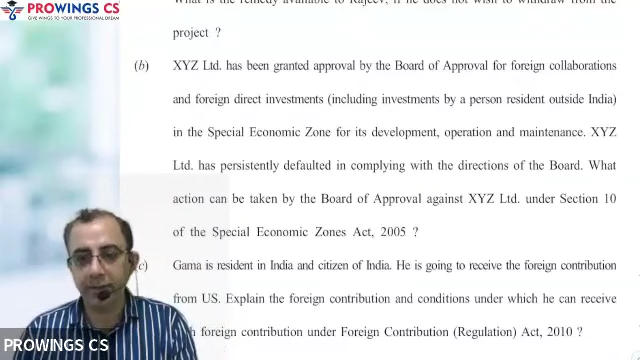 PROWINGS CS
GIVE WINGS TO YOUR PROFESSIONAL DREAM
What is the remedy available to Rajeev, if he does not wish to withdraw from the
project ?
(b) XYZ Ltd. has been granted approval by the Board of Approval for foreign collaborations
and foreign direct investments (including investments by a person resident outside India)
in the Special Economic Zone for its development, operation and maintenance. XYZ
Ltd. has persistently defaulted in complying with the directions of the Board. What
action can be taken by the Board of Approval against XYZ Ltd. under Section 10
of the Special Economic Zones Act, 2005 ?
c) Gama is resident in India and citizen of India. He is going to receive the foreign contribution
from US. Explain the foreign contribution and conditions under which he can receive
foreign contribution under Foreign Contribution (Regulation) Act, 2010 ?
PROWINGS CS